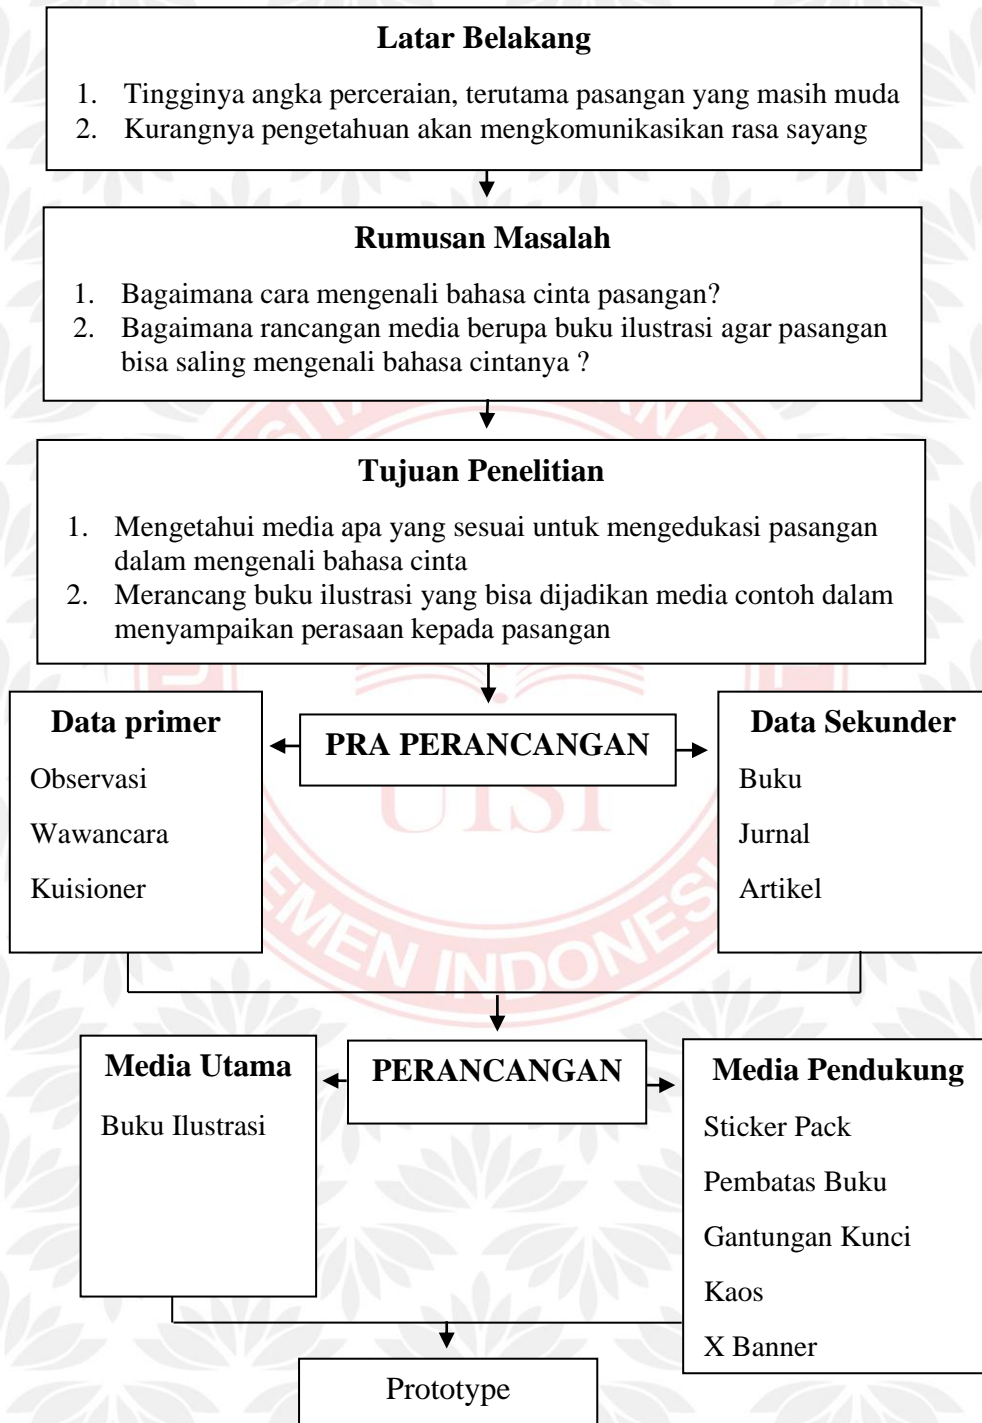 Latar Belakang
1. Tingginya angka perceraian, terutama pasangan yang masih muda
2. Kurangnya pengetahuan akan mengkomunikasikan rasa sayang
Rumusan Masalah
1. Bagaimana cara mengenali bahasa cinta pasangan?
2. Bagaimana rancangan media berupa buku ilustrasi agar pasangan
bisa saling mengenali bahasa cintanya ?
Tujuan Penelitian
1. Mengetahui media apa yang sesuai untuk mengedukasi pasangan
dalam mengenali bahasa cinta
2. Merancang buku ilustrasi yang bisa dijadikan media contoh dalam
menyampaikan perasaan kepada pasangan
Data primer
Observasi
Wawancara
Kuisioner
PRA PERANCANGAN
Data Sekunder
Buku
Jurnal
Artikel
UISI
EMEN INDONES
Media Utama
Buku Ilustrasi
PERANCANGAN
Media Pendukung
Sticker Pack
Pembatas Buku
Gantungan Kunci
Kaos
X Banner
Prototype